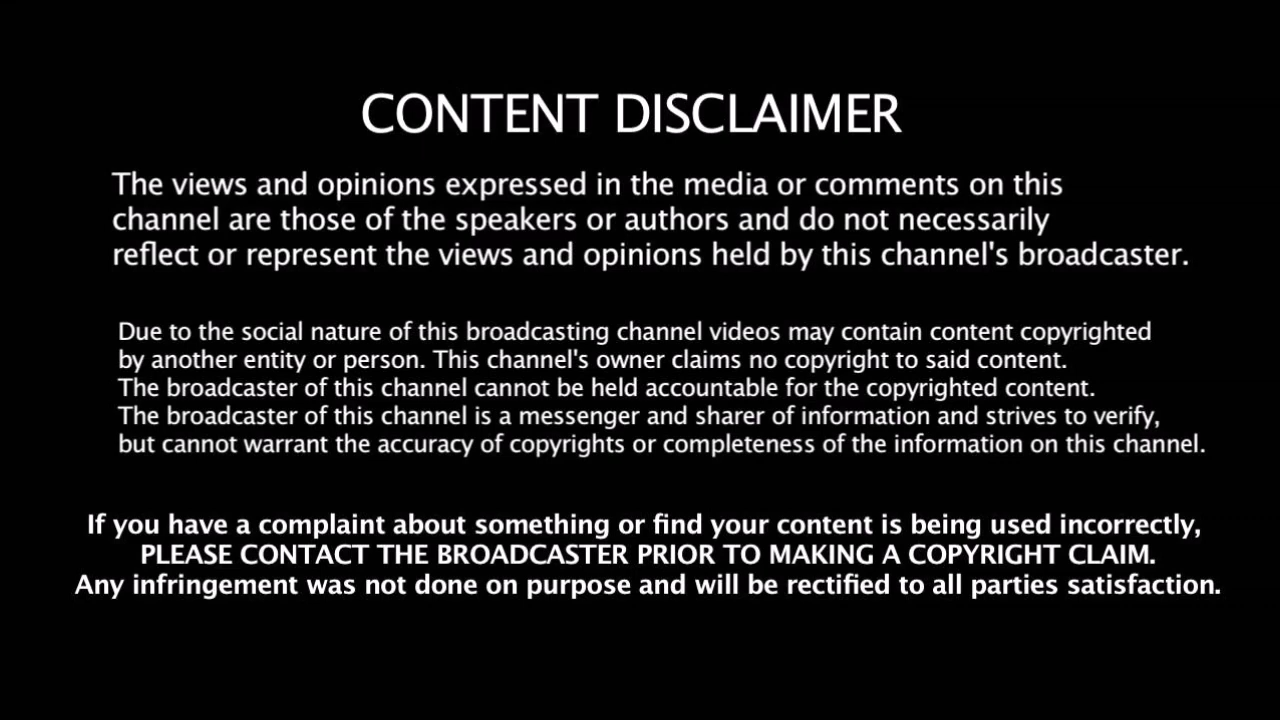 CONTENT DISCLAIMER
The views and opinions expressed in the media or comments on this
channel are those of the speakers or authors and do not necessarily
reflect or represent the views and opinions held by this channel's broadcaster.
Due to the social nature of this broadcasting channel videos may contain content copyrighted
by another entity or person. This channel's owner claims no copyright to said content.
The broadcaster of this channel cannot be held accountable for the copyrighted content.
The broadcaster of this channel is a messenger and sharer of information and strives to verify,
but cannot warrant the accuracy of copyrights or completeness of the information on this channel.
If you have a complaint about something or find your content is being used incorrectly,
PLEASE CONTACT THE BROADCASTER PRIOR TO MAKING A COPYRIGHT CLAIM.
Any infringement was not done on purpose and will be rectified to all parties satisfaction.